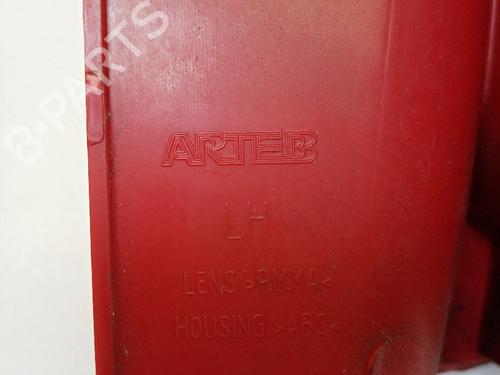 B-PARTS
ARTEB
LH
LENS >PMMA<
HOUSING >ABS<